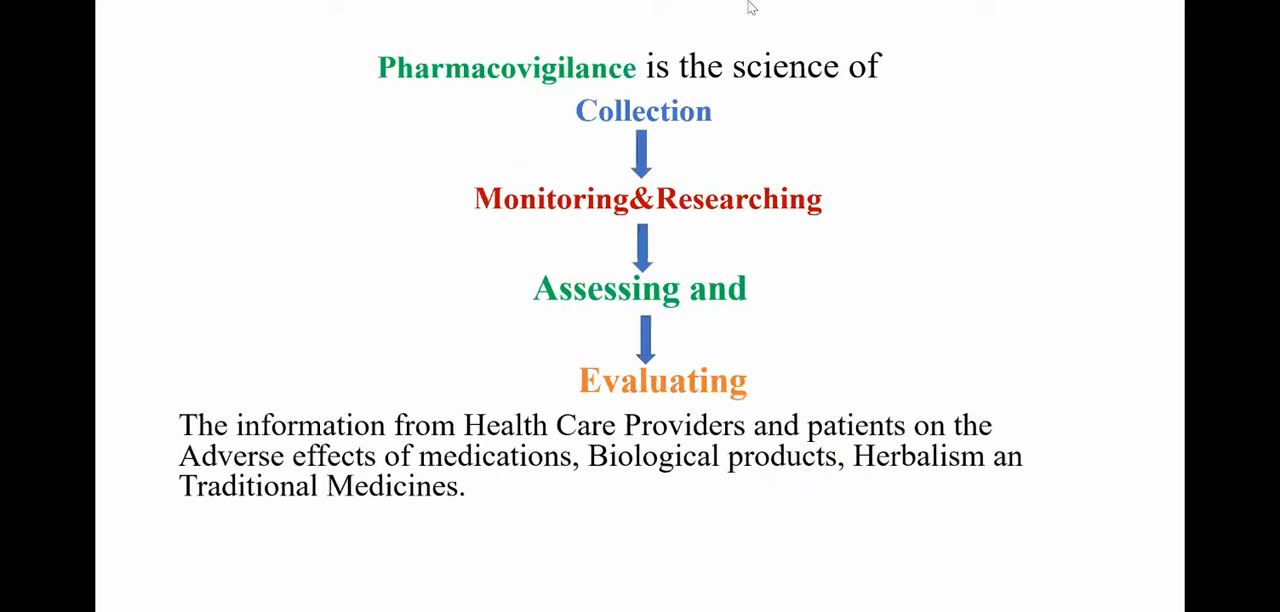 Pharmacovigilance is the science of
Collection
Monitoring&Researching
Assessing and
Evaluating
The information from Health Care Providers and patients on the
Adverse effects of medications, Biological products, Herbalism an
Traditional Medicines.